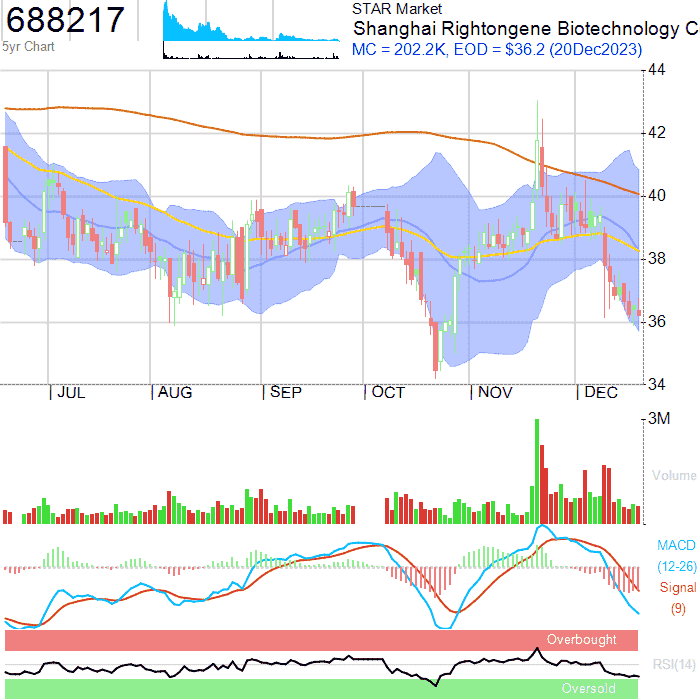 688217
5yr Chart
STAR Market
Shanghai Rightongene Biotechnology C
MC = 202.2K, EOD = $36.2 (20Dec2023)
44
42
40
38
36
34
JUL AUG SEP OCT NOV DEC
3M
Volume
MACD
(12-26)
Signal
(9)
Overbought
RSI(14)
Oversold